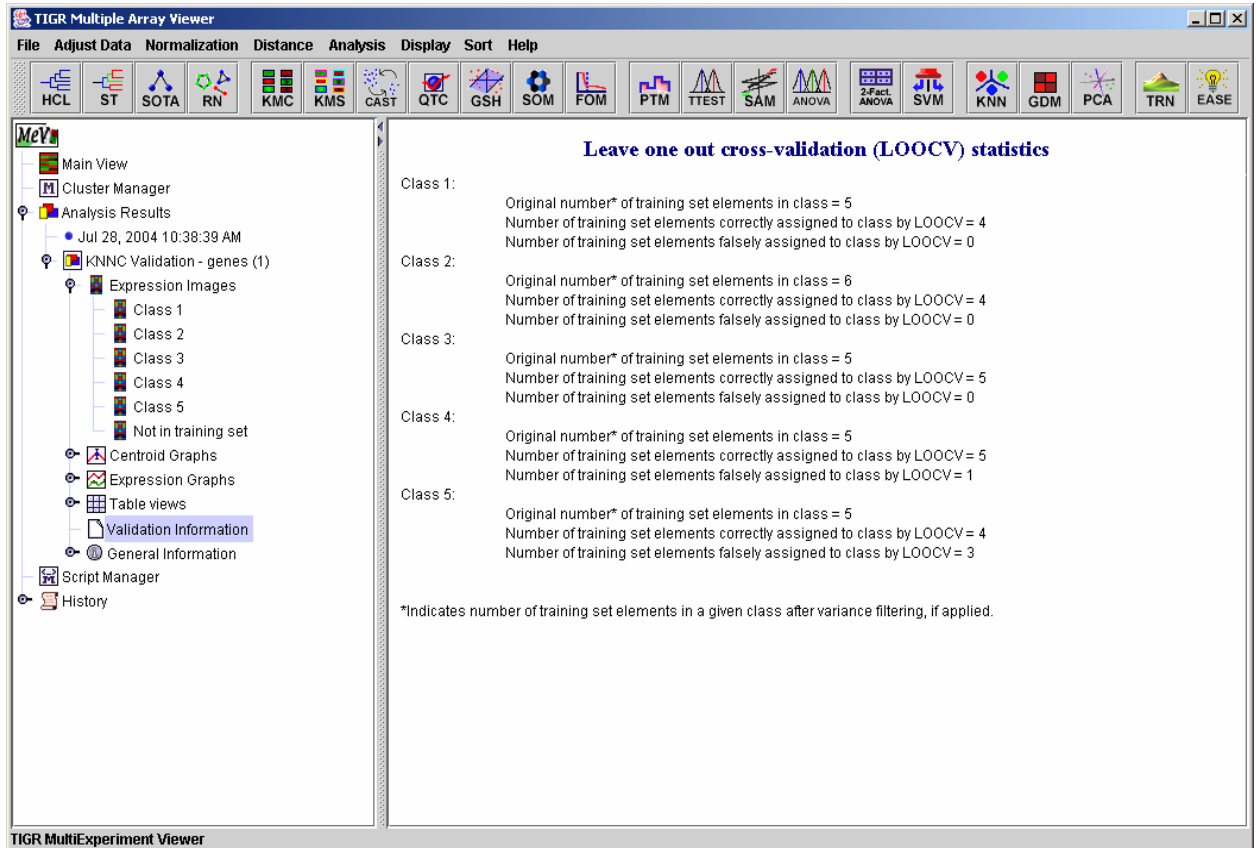 TIGR Multiple Array Viewer
File Adjust Data Normalization Distance Analysis Display Sort Help
HCL ST SOTA RN KMC KMS CAST QTC GSH SOM FOM PTM TTEST SAM ANOVA 2-Fact. ANOVA SVM KNN GDM PCA TRN EASE
MeV
Main View
M Cluster Manager
Analysis Results
Jul 28, 2004 10:38:39 AM
KNNC Validation - genes (1)
Expression Images
Class 1
Class 2
Class 3
Class 4
Class 5
Not in training set
Centroid Graphs
Expression Graphs
Table views
Validation Information
General Information
Script Manager
History
Leave one out cross-validation (LOOCV) statistics
Class 1:
Original number* of training set elements in class = 5
Number of training set elements correctly assigned to class by LOOCV = 4
Number of training set elements falsely assigned to class by LOOCV = 0
Class 2:
Original number* of training set elements in class = 6
Number of training set elements correctly assigned to class by LOOCV = 4
Number of training set elements falsely assigned to class by LOOCV = 0
Class 3:
Original number* of training set elements in class = 5
Number of training set elements correctly assigned to class by LOOCV = 5
Number of training set elements falsely assigned to class by LOOCV = 0
Class 4:
Original number* of training set elements in class = 5
Number of training set elements correctly assigned to class by LOOCV = 5
Number of training set elements falsely assigned to class by LOOCV = 1
Class 5:
Original number* of training set elements in class = 5
Number of training set elements correctly assigned to class by LOOCV = 4
Number of training set elements falsely assigned to class by LOOCV = 3
*Indicates number of training set elements in a given class after variance filtering, if applied.
TIGR MultiExperiment Viewer